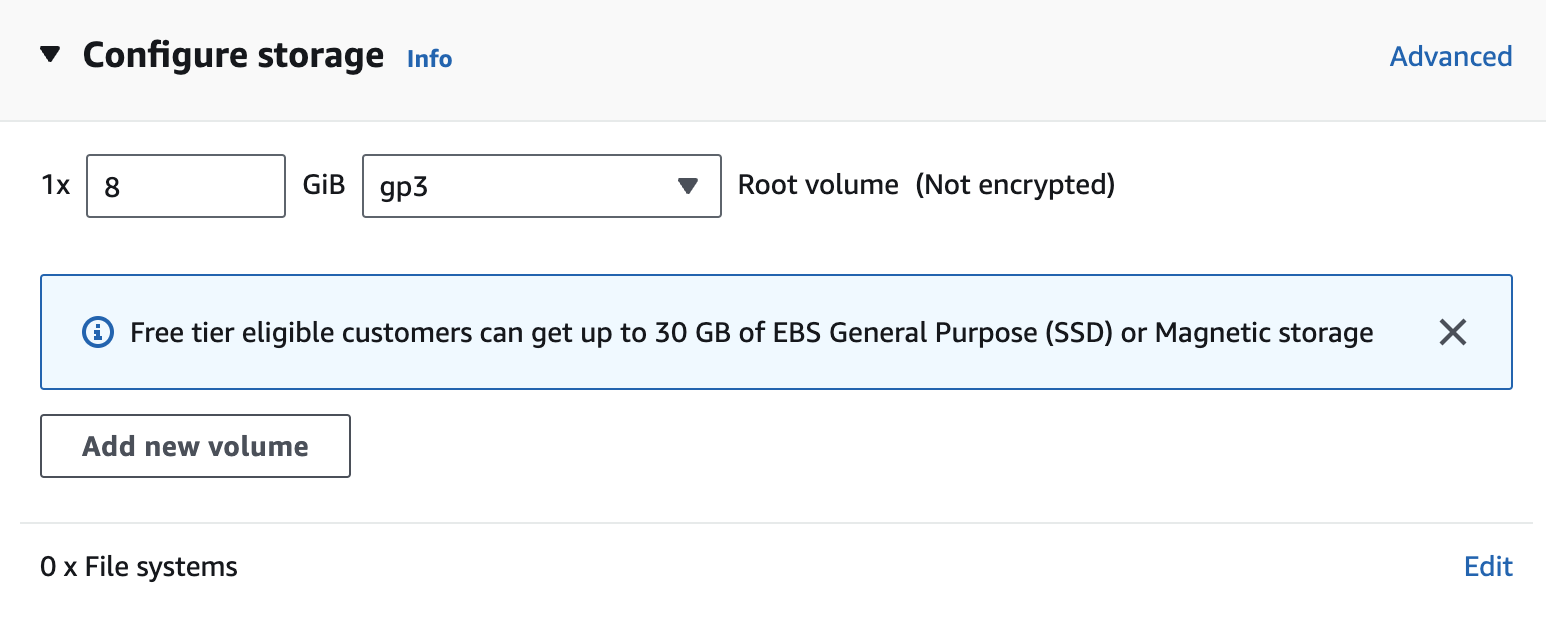 Configure storage Info Advanced
1x 8 GiB gp3 Root volume (Not encrypted)
Free tier eligible customers can get up to 30 GB of EBS General Purpose (SSD) or Magnetic storage
Add new volume
0 x File systems Edit